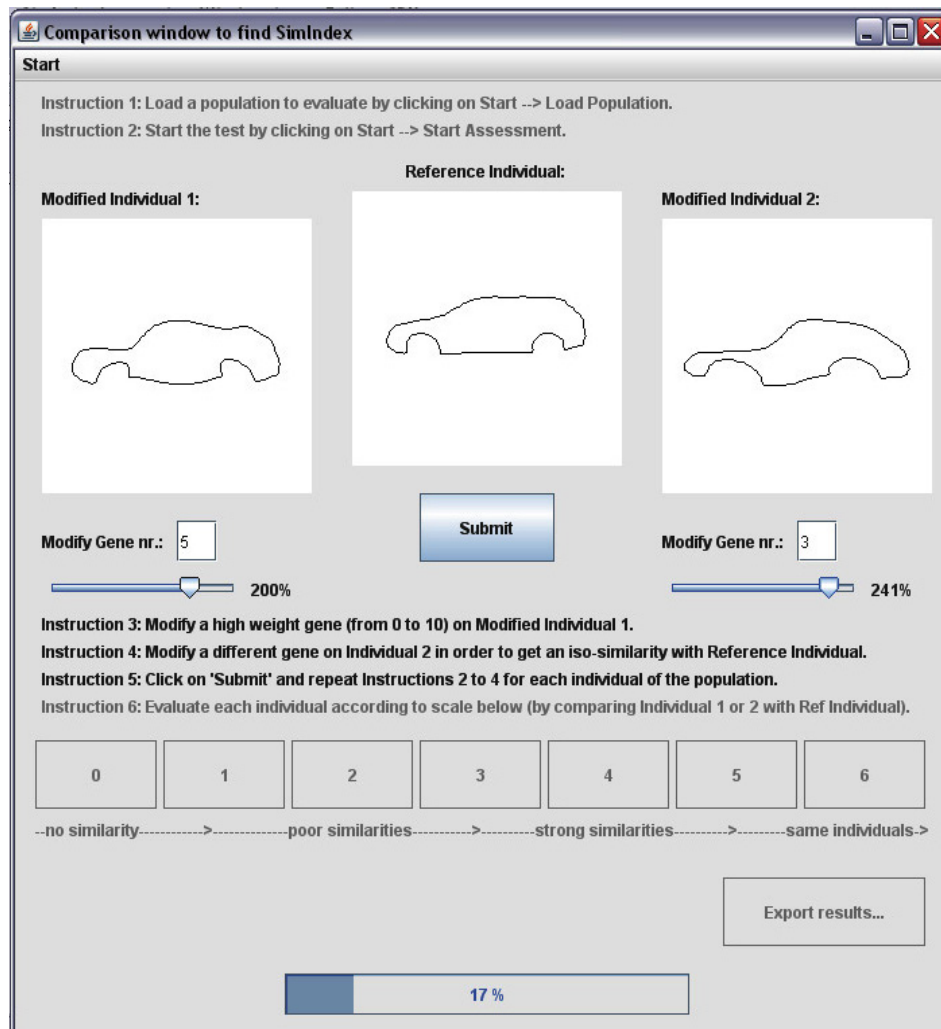 Comparison window to find SimIndex
Start
Instruction 1: Load a population to evaluate by clicking on Start --> Load Population.
Instruction 2: Start the test by clicking on Start --> Start Assessment.
Reference Individual:
Modified Individual 1:
Modified Individual 2:
Submit
Modify Gene nr.: 5
Modify Gene nr.: 3
200%
241%
Instruction 3: Modify a high weight gene (from 0 to 10) on Modified Individual 1.
Instruction 4: Modify a different gene on Individual 2 in order to get an iso-similarity with Reference Individual.
Instruction 5: Click on 'Submit' and repeat Instructions 2 to 4 for each individual of the population.
Instruction 6: Evaluate each individual according to scale below (by comparing Individual 1 or 2 with Ref Individual).
0 1 2 3 4 5 6
--no similarity----------->-------------poor similarities---------->----------strong similarities---------->--------same individuals->
Export results...
17 %